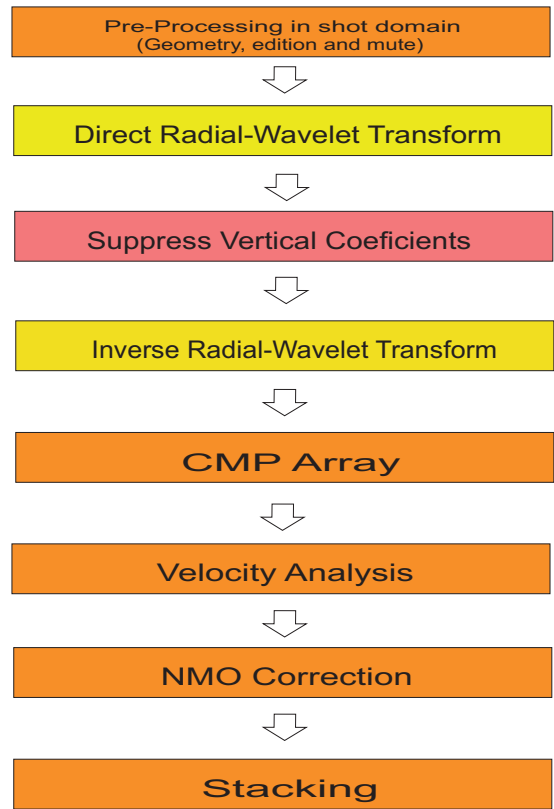 Pre-Processing in shot domain
(Geometry, edition and mute)
Direct Radial-Wavelet Transform
Suppress Vertical Coeficients
Inverse Radial-Wavelet Transform
CMP Array
Velocity Analysis
NMO Correction
Stacking